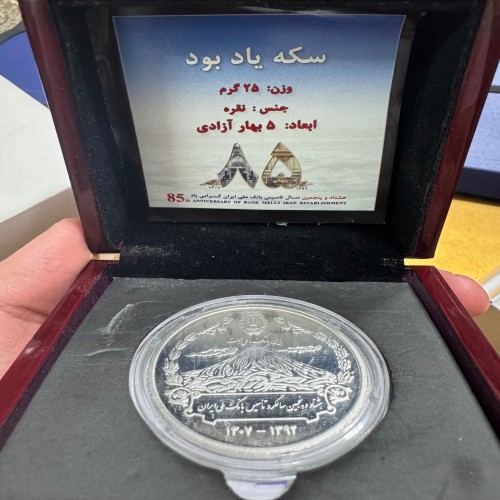 سکه یاد بود
وزن: ۲۵ گرم
جنس: نقره
ابعاد: ۵ بهار آزادی
۸۵
هشتاد و پنجمین سال تاسیس بانک ملی ایران گرامی باد
85th ANNIVERSARY OF BANK MELLI IRAN ESTABLISHMENT
هشتاد و پنجمین سالگرد تاسیس بانک ملی ایران
۱۳۰۷ - ۱۳۹۲